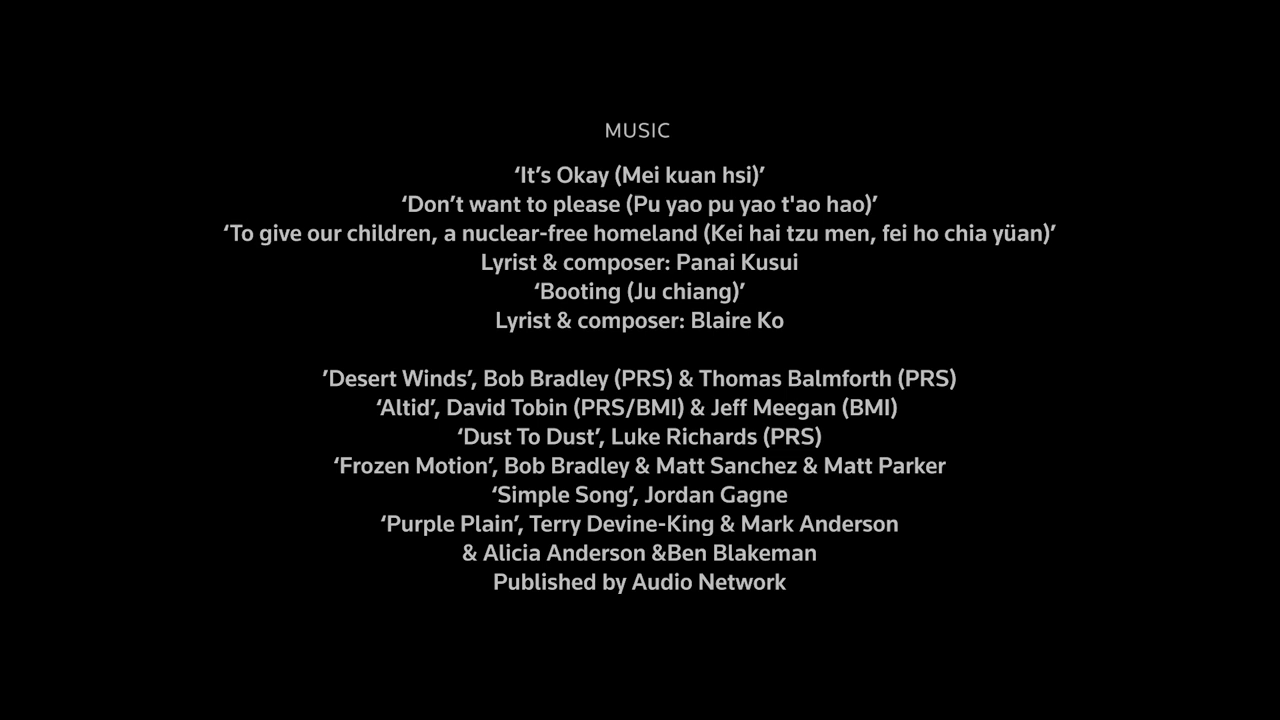 MUSIC
‘It’s Okay (Mei kuan hsi)’
‘Don’t want to please (Pu yao pu yao t'ao hao)’
‘To give our children, a nuclear-free homeland (Kei hai tzu men, fei ho chia yüan)’
Lyrist & composer: Panai Kusui
‘Booting (Ju chiang)’
Lyrist & composer: Blaire Ko
’Desert Winds’, Bob Bradley (PRS) & Thomas Balmforth (PRS)
‘Altid’, David Tobin (PRS/BMI) & Jeff Meegan (BMI)
‘Dust To Dust’, Luke Richards (PRS)
‘Frozen Motion’, Bob Bradley & Matt Sanchez & Matt Parker
‘Simple Song’, Jordan Gagne
‘Purple Plain’, Terry Devine-King & Mark Anderson
& Alicia Anderson &Ben Blakeman
Published by Audio Network